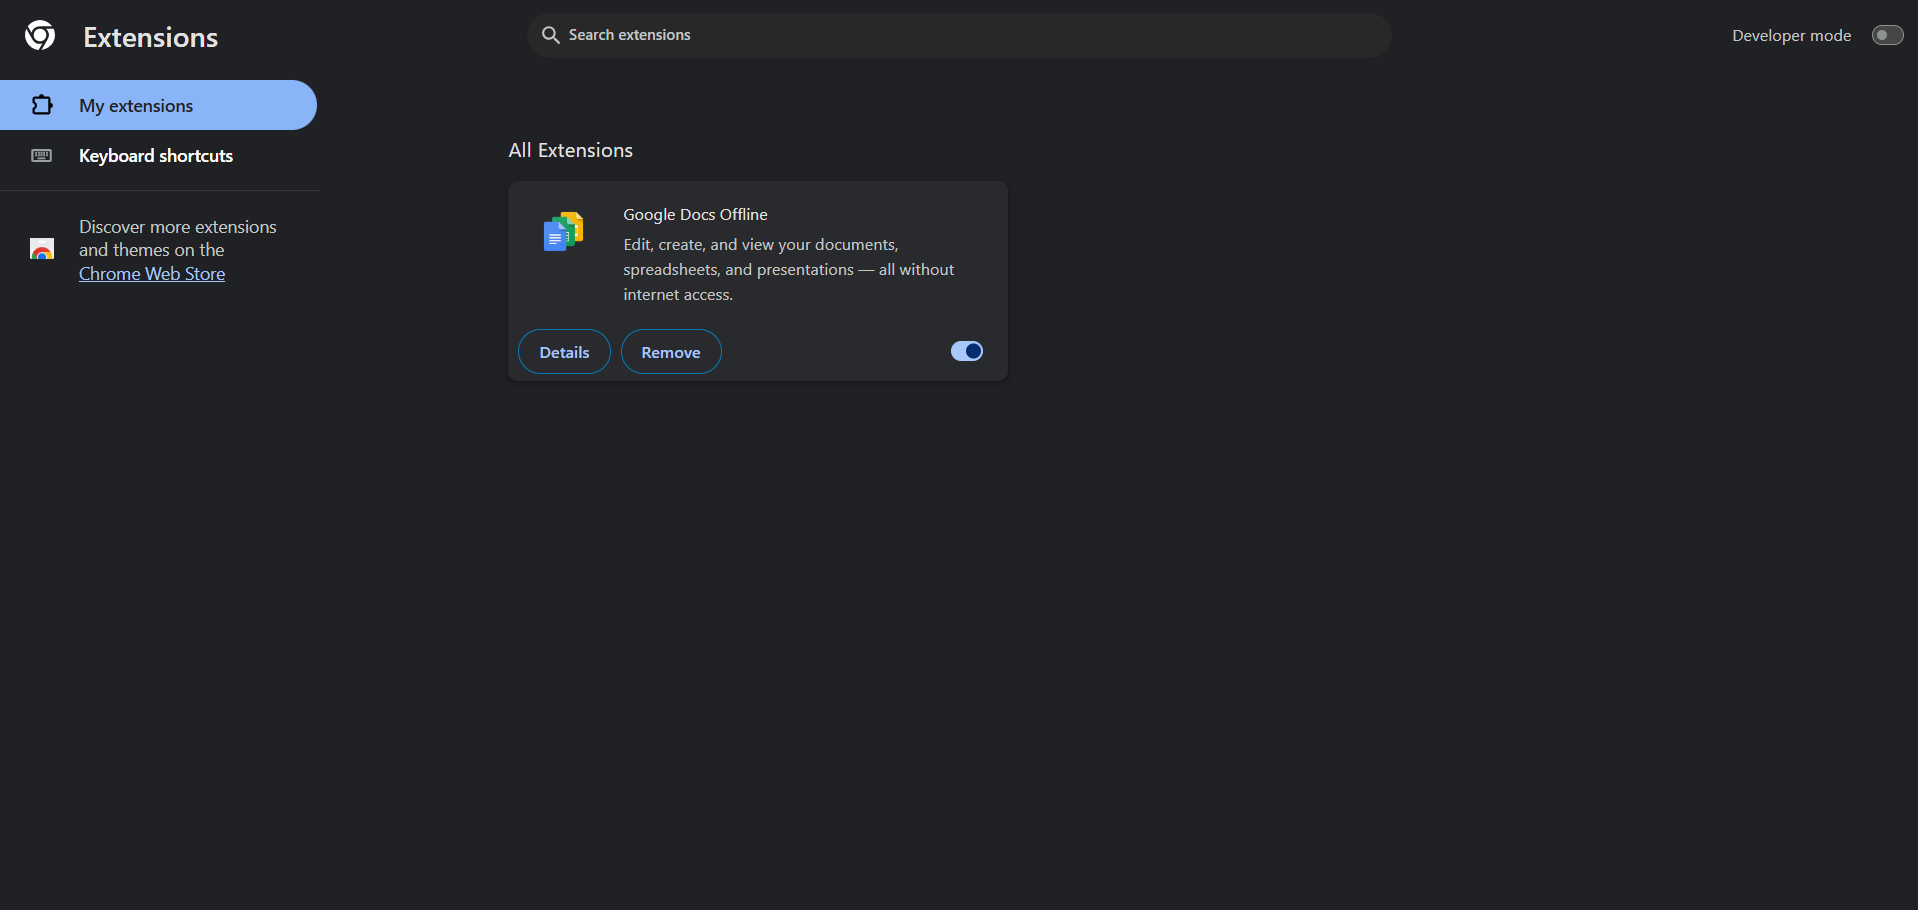 Extensions
Search extensions
Developer mode
My extensions
Keyboard shortcuts
Discover more extensions
and themes on the
Chrome Web Store
All Extensions
Google Docs Offline
Edit, create, and view your documents,
spreadsheets, and presentations — all without
internet access.
Details
Remove